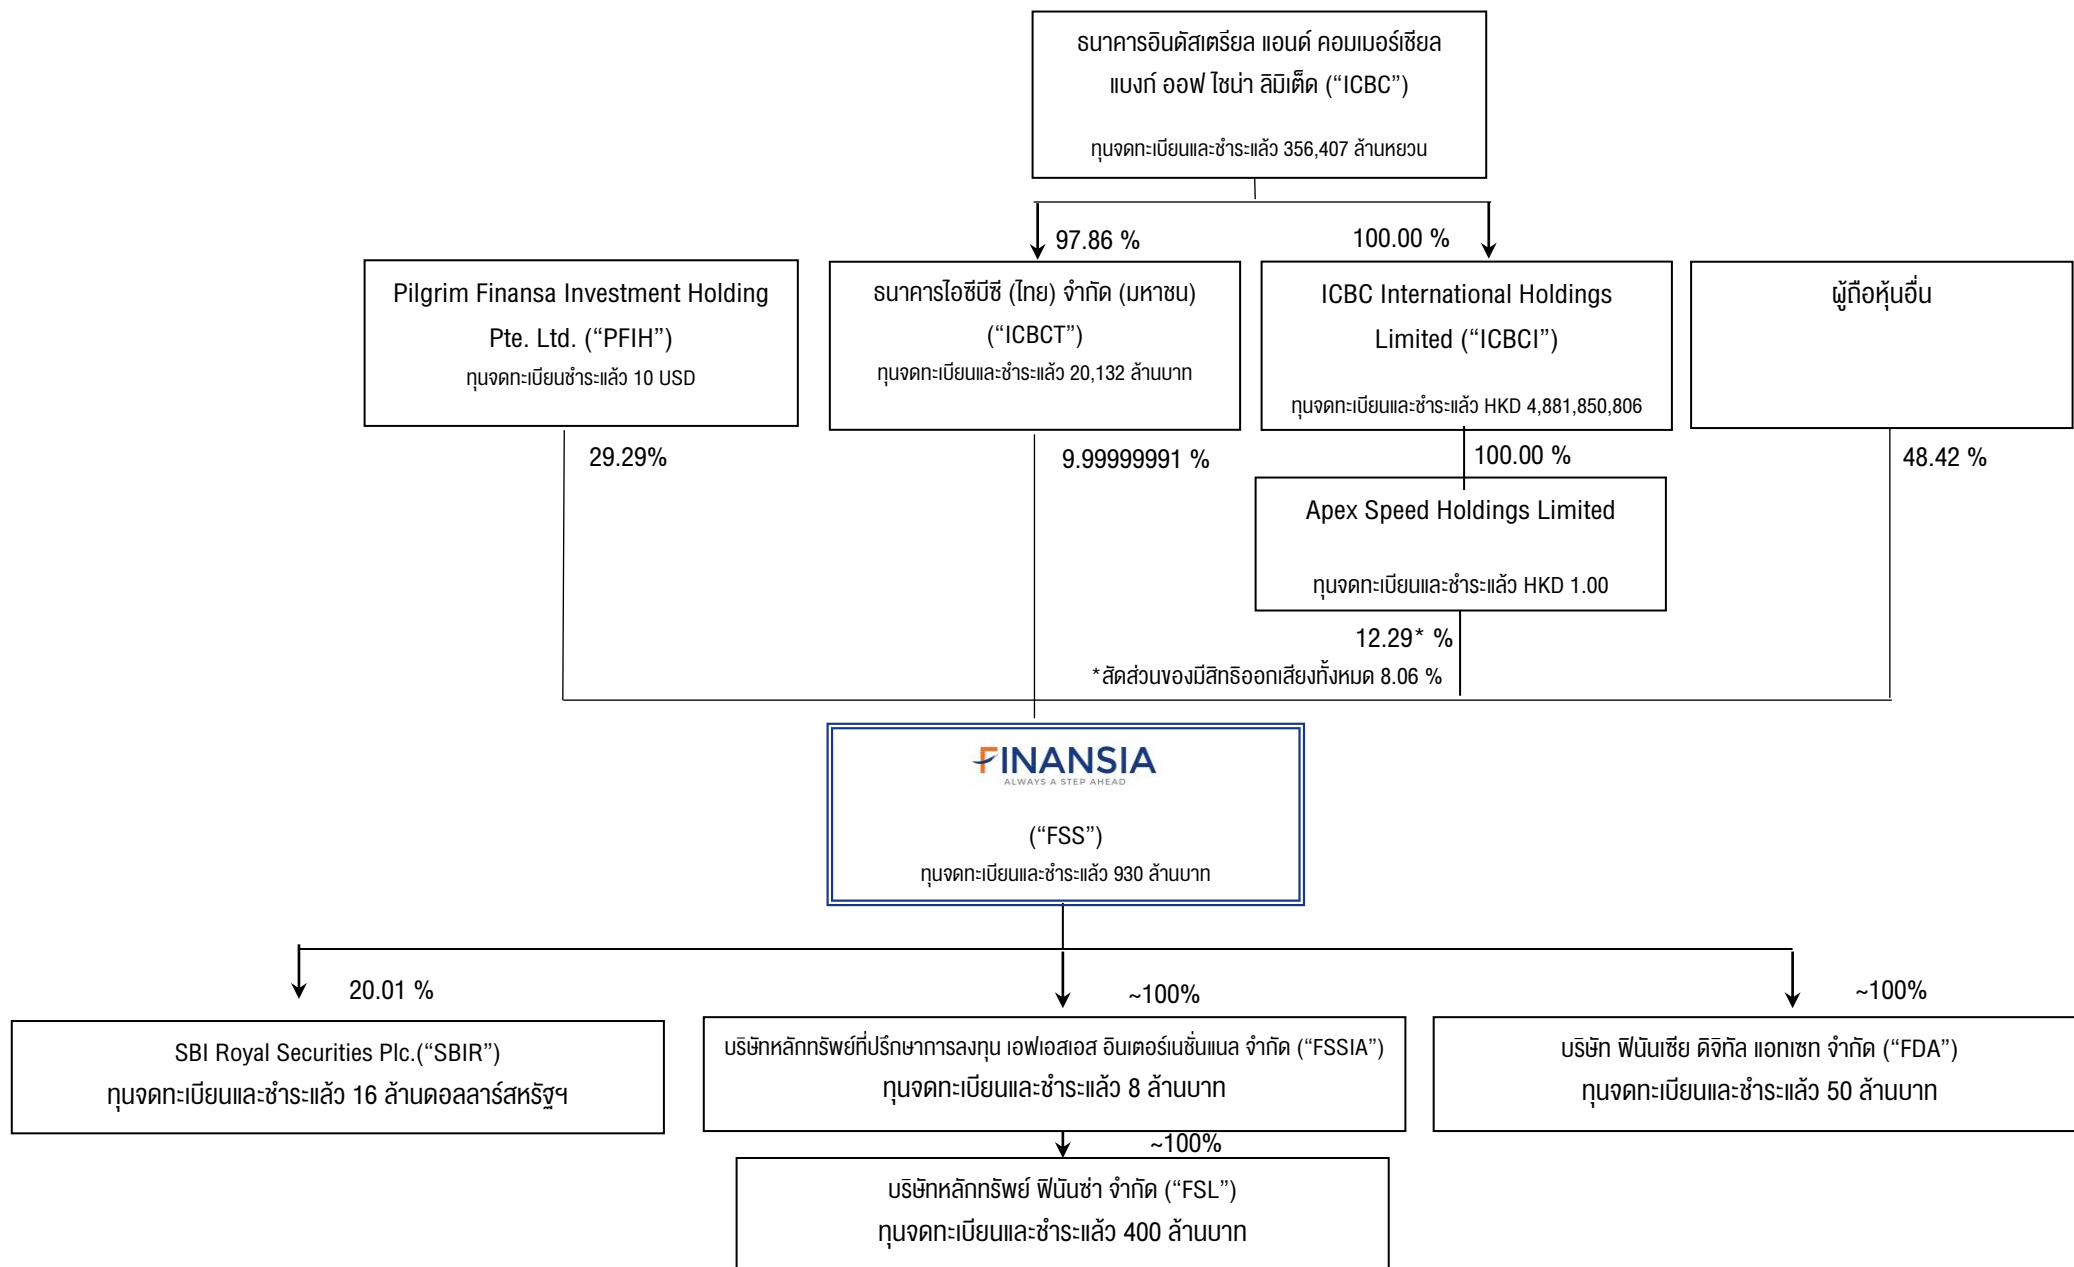 ธนาคารอินดัสเตรียล แอนด์ คอมเมอร์เชียล
แบงก์ ออฟ ไชน่า ลิมิเต็ด (“ICBC”)
ทุนจดทะเบียนและชำระแล้ว 356,407 ล้านหยวน
97.86 %
100.00 %
Pilgrim Finansa Investment Holding
Pte. Ltd. (“PFIH”)
ทุนจดทะเบียนชำระแล้ว 10 USD
ธนาคารไอซีบีซี (ไทย) จำกัด (มหาชน)
(“ICBCT”)
ทุนจดทะเบียนและชำระแล้ว 20,132 ล้านบาท
ICBC International Holdings
Limited (“ICBCI”)
ทุนจดทะเบียนและชำระแล้ว HKD 4,881,850,806
ผู้ถือหุ้นอื่น
29.29%
9.99999991 %
100.00 %
48.42 %
Apex Speed Holdings Limited
ทุนจดทะเบียนและชำระแล้ว HKD 1.00
12.29* %
*สัดส่วนของมีสิทธิออกเสียงทั้งหมด 8.06 %
FINANSIA
ALWAYS A STEP AHEAD
(“FSS”)
ทุนจดทะเบียนและชำระแล้ว 930 ล้านบาท
20.01 %
~100%
~100%
SBI Royal Securities Plc.(“SBIR”)
ทุนจดทะเบียนและชำระแล้ว 16 ล้านดอลลาร์สหรัฐฯ
บริษัทหลักทรัพย์ที่ปรึกษาการลงทุน เอฟเอสเอส อินเตอร์เนชั่นแนล จำกัด (“FSSIA”)
ทุนจดทะเบียนและชำระแล้ว 8 ล้านบาท
บริษัท ฟินันเซีย ดิจิทัล แอทเซท จำกัด (“FDA”)
ทุนจดทะเบียนและชำระแล้ว 50 ล้านบาท
~100%
บริษัทหลักทรัพย์ ฟินันซ่า จำกัด (“FSL”)
ทุนจดทะเบียนและชำระแล้ว 400 ล้านบาท